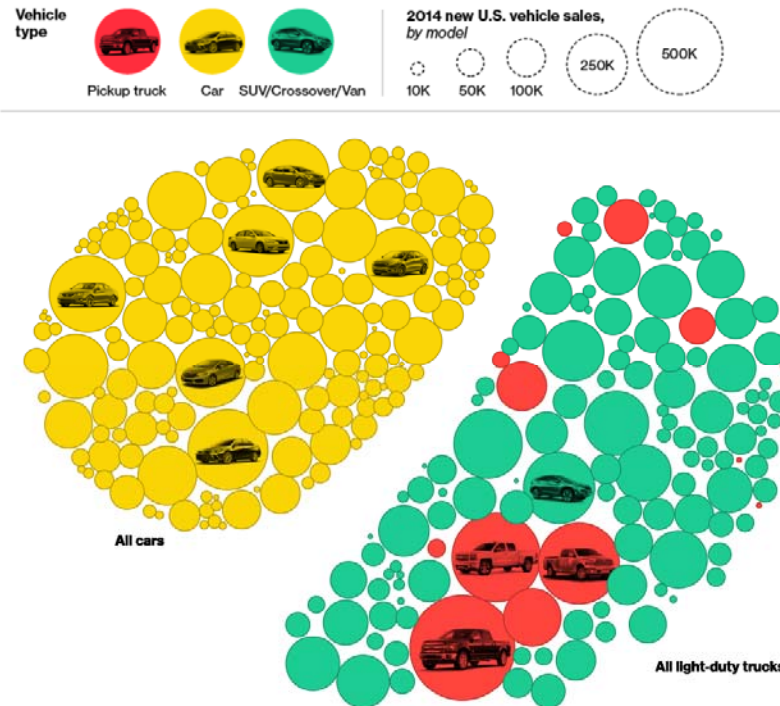 Vehicle
type
Pickup truck
Car
SUV/Crossover/Van
2014 new U.S. vehicle sales,
by model
10K
50K
100K
250K
500K
All cars
All light-duty trucks